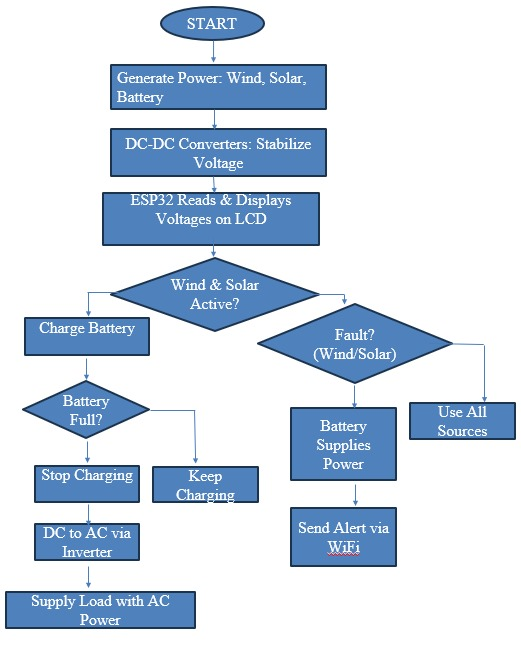 START
Generate Power: Wind, Solar,
Battery
DC-DC Converters: Stabilize
Voltage
ESP32 Reads & Displays
Voltages on LCD
Wind & Solar
Active?
Charge Battery
Fault?
(Wind/Solar)
Battery
Full?
Battery
Supplies
Power
Use All
Sources
Stop Charging
Keep
Charging
DC to AC via
Inverter
Send Alert via
WiFi
Supply Load with AC
Power